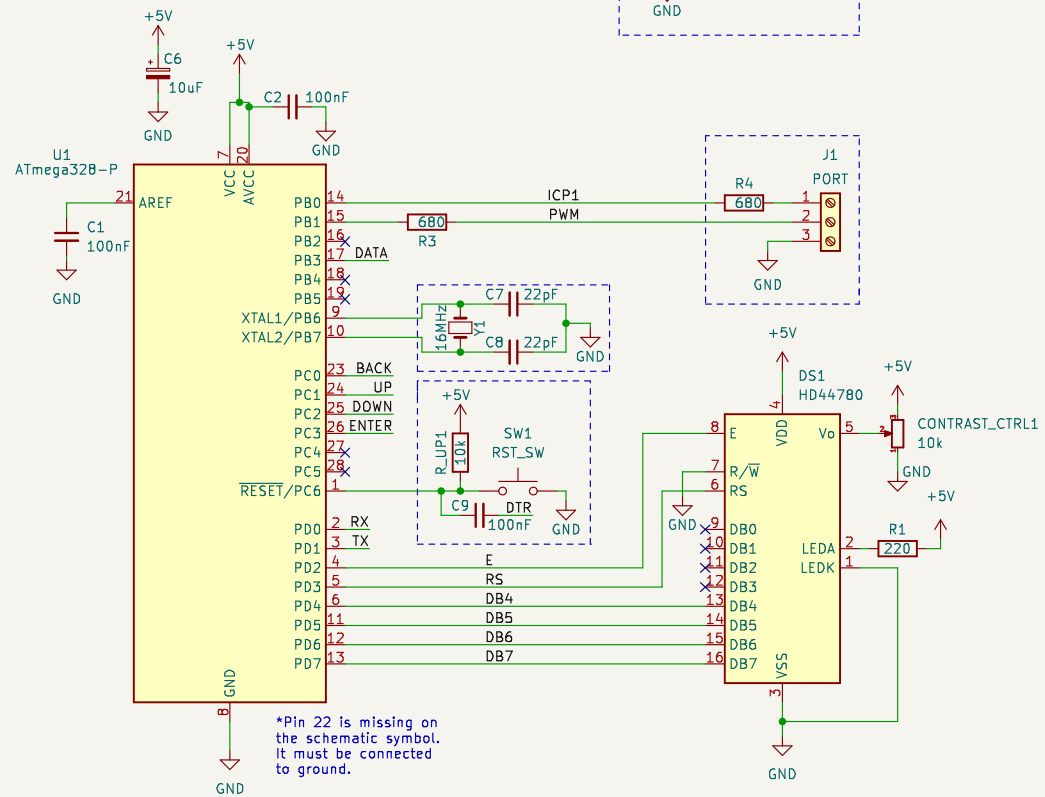 GND
+5V
C6
10uF
GND
+5V
C2 100nF
GND
U1
ATmega328-P
7
20
VCC
AVCC
21
AREF
C1
100nF
GND
PB0 14
PB1 15
PB2 16
PB3 17
PB4 18
PB5 19
XTAL1/PB6 9
XTAL2/PB7 10
PC0 23
PC1 24
PC2 25
PC3 26
PC4 27
PC5 28
RESET/PC6 1
PD0 2
PD1 3
PD2 4
PD3 5
PD4 6
PD5 11
PD6 12
PD7 13
GND
8
GND
ICP1
PWM
680
R3
DATA
J1
PORT
R4
680
1
2
3
GND
C7 22pF
16MHz
Y1
C8 22pF
GND
BACK
UP
DOWN
ENTER
+5V
R_UP1
10k
SW1
RST_SW
C9
100nF
DTR
GND
RX
TX
E
RS
DB4
DB5
DB6
DB7
+5V
DS1
HD44780
4
VDD
8 E
7 R/W
6 RS
GND
9 DB0
10 DB1
11 DB2
12 DB3
13 DB4
14 DB5
15 DB6
16 DB7
Vo 5
LEDA 2
LEDK 1
VSS
3
GND
+5V
3
2
1
CONTRAST_CTRL1
10k
GND
+5V
R1
220
*Pin 22 is missing on
the schematic symbol.
It must be connected
to ground.